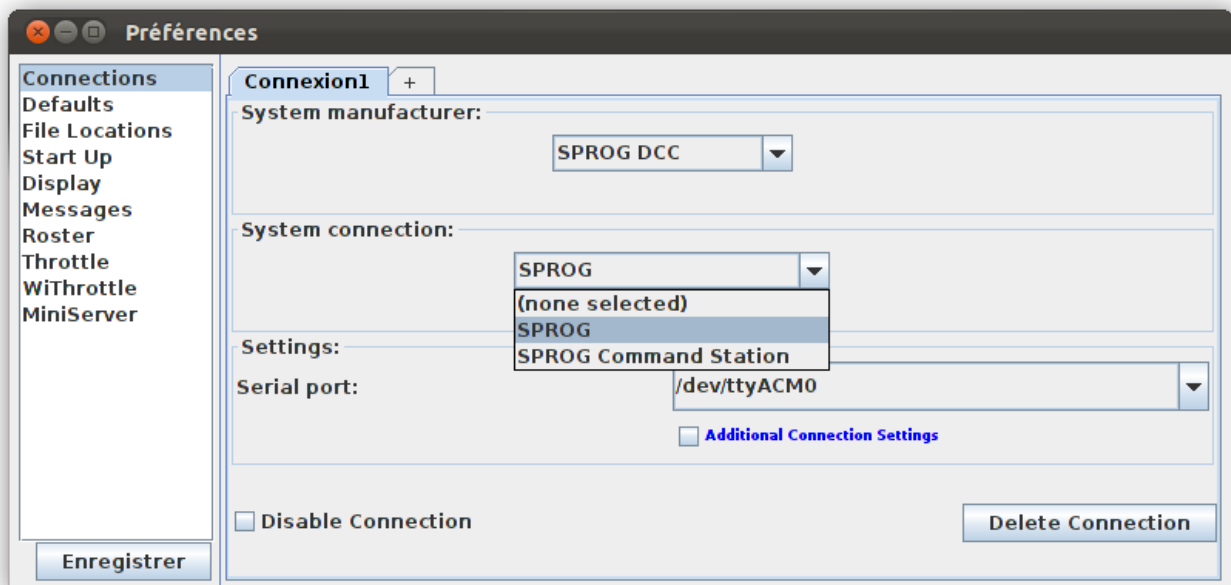 Préférences
Connections
Defaults
File Locations
Start Up
Display
Messages
Roster
Throttle
WiThrottle
MiniServer
Enregistrer
Connexion1 +
System manufacturer:
SPROG DCC
System connection:
SPROG
(none selected)
SPROG
SPROG Command Station
Settings:
Serial port: /dev/ttyACM0
Additional Connection Settings
Disable Connection
Delete Connection